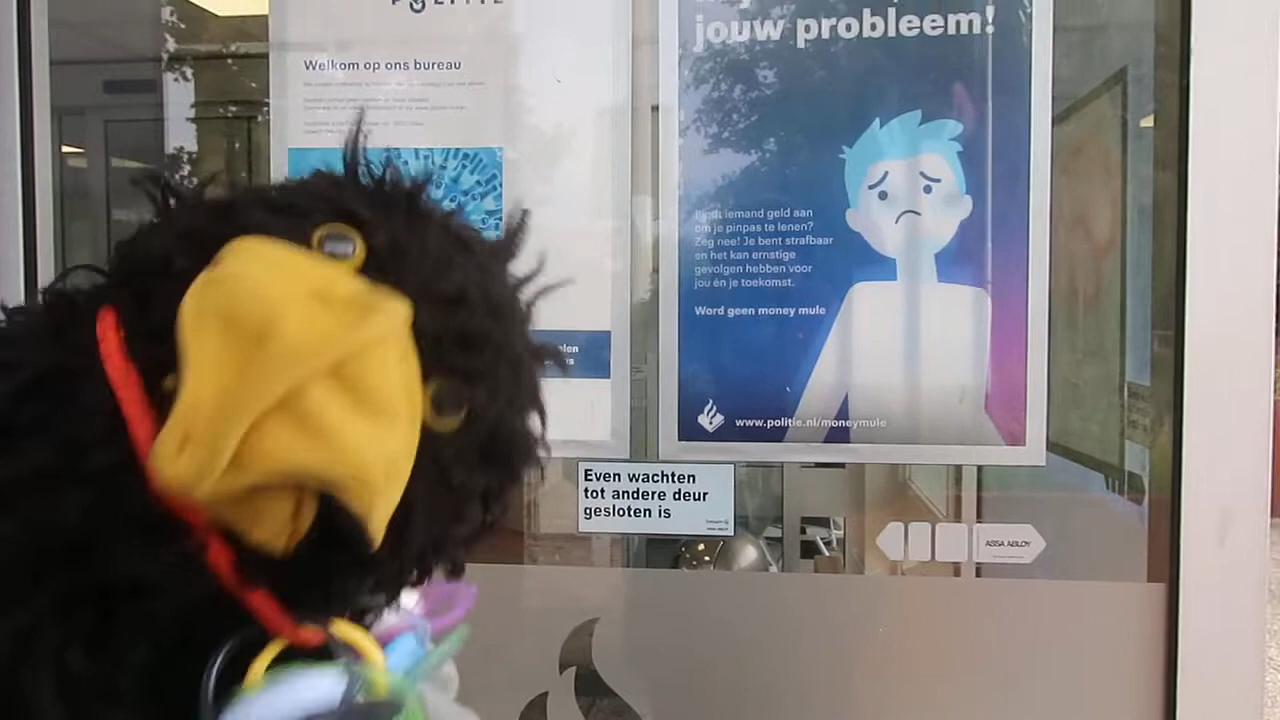 POLITIE
Welkom op ons bureau
jouw probleem!
Biedt iemand geld aan
om je pinpas te lenen?
Zeg nee! Je bent strafbaar
en het kan ernstige
gevolgen hebben voor
jou én je toekomst.
Word geen money mule
www.politie.nl/moneymule
Even wachten
tot andere deur
gesloten is
ASSA ABLOY